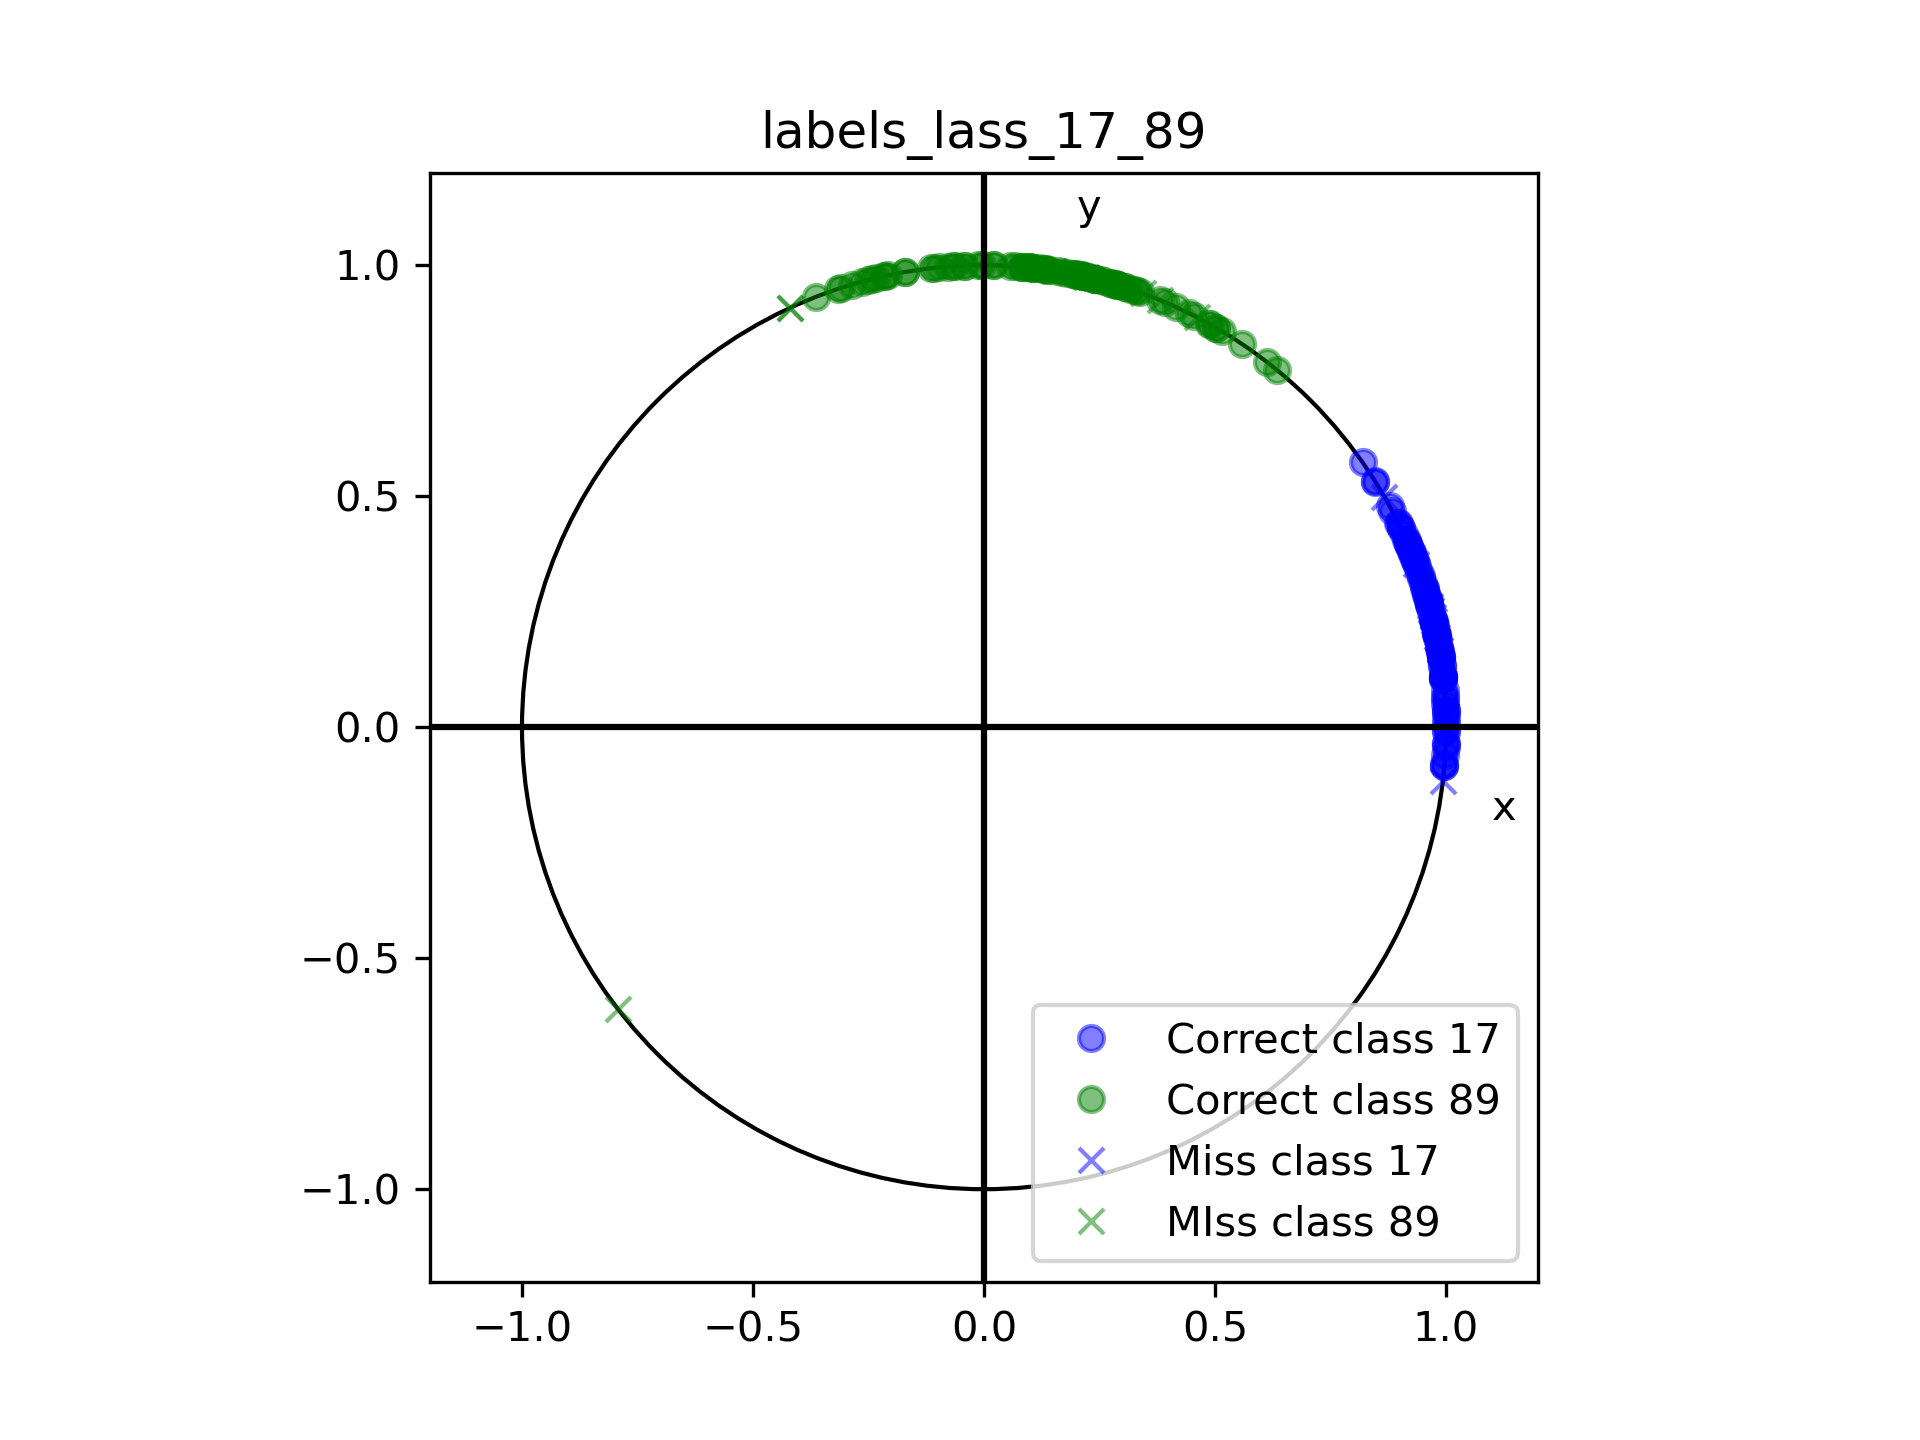 labels_lass_17_89
y
1.0
0.5
0.0
x
−0.5
−1.0
Correct class 17
Correct class 89
Miss class 17
MIss class 89
−1.0 −0.5 0.0 0.5 1.0